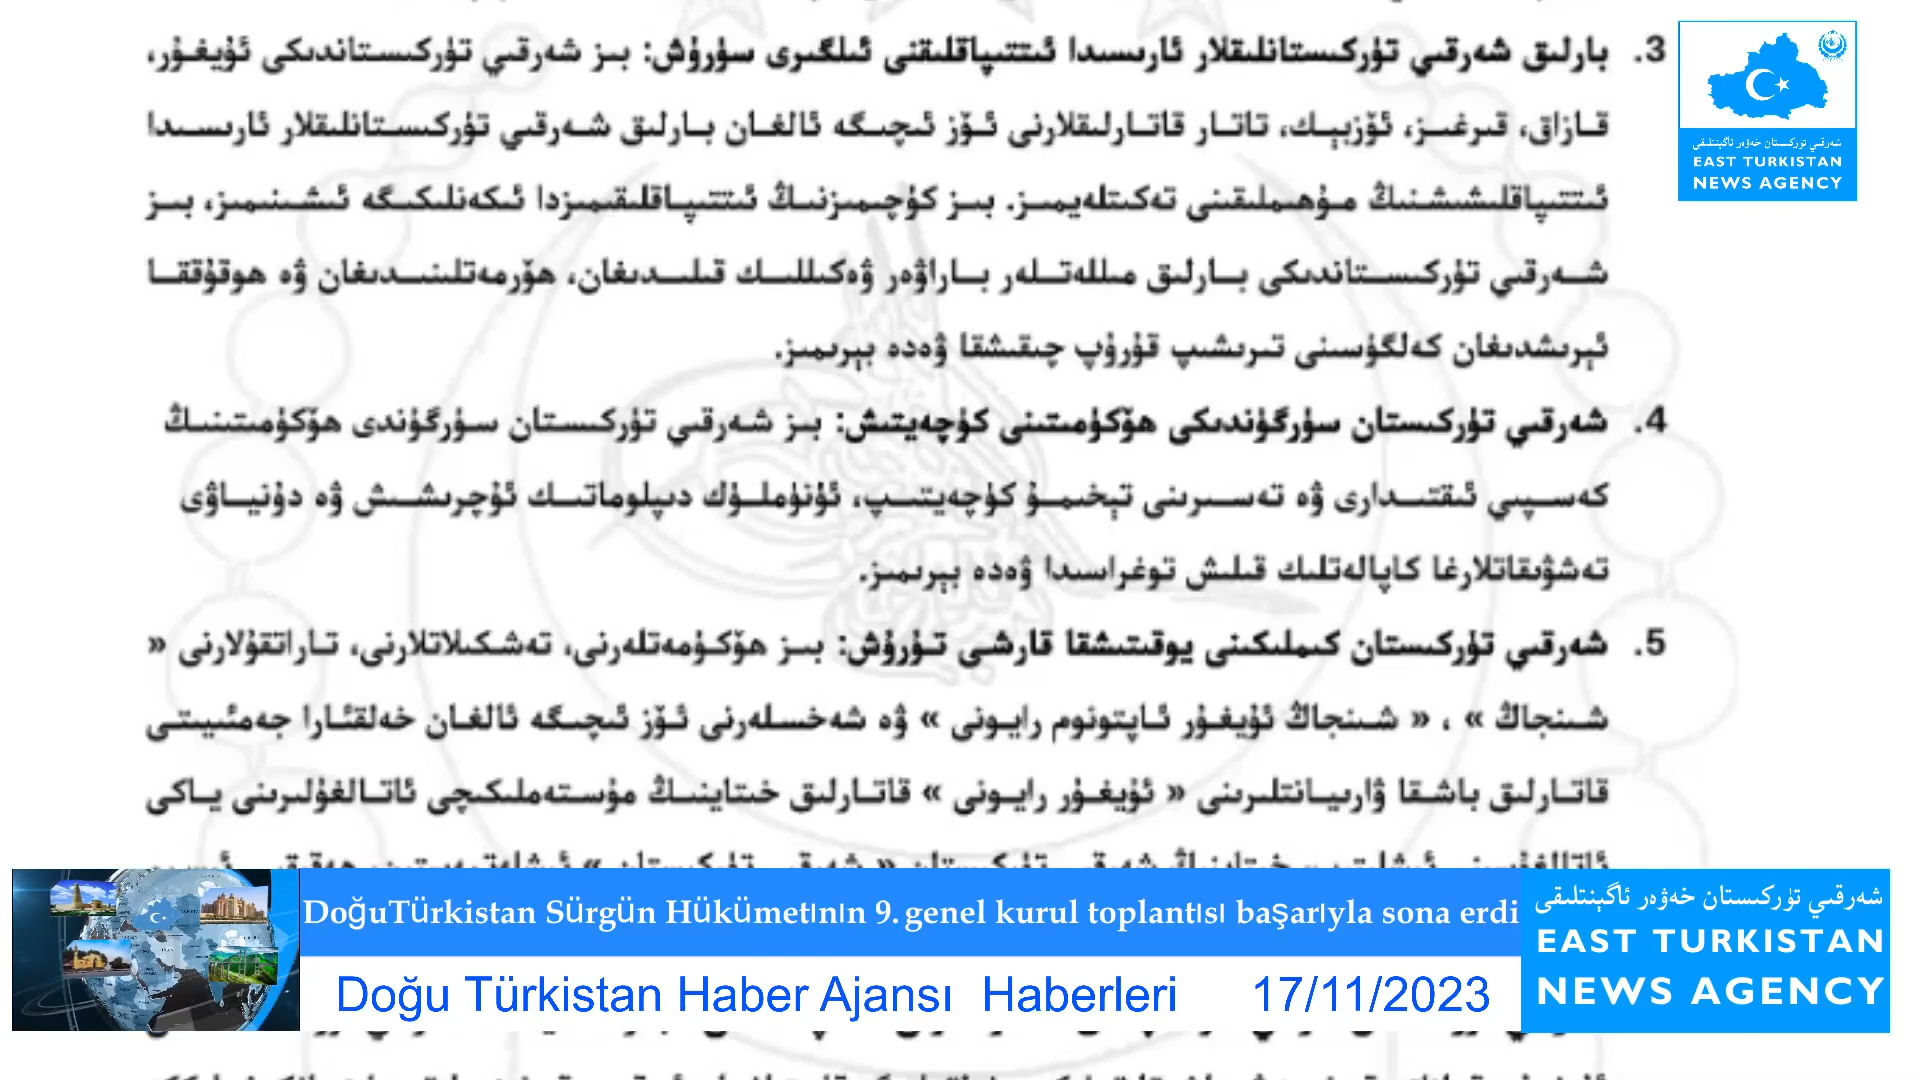 3. بارلىق شەرقىي تۈركىستانلىقلار ئارىسىدا ئىتتىپاقلىقنى ئىلگىرى سۈرۈش: بىز شەرقىي تۈركىستاندىكى ئۇيغۇر،
قازاق، قىرغىز، ئۆزبېك، تاتار قاتارلىقلارنى ئۆز ئىچىگە ئالغان بارلىق شەرقىي تۈركىستانلىقلار ئارىسىدا
ئىتتىپاقلىشىشنىڭ مۇھىملىقىنى تەكىتلەيمىز. بىز كۈچىمىزنىڭ ئىتتىپاقلىقىمىزدا ئىكەنلىكىگە ئىشىنىمىز، بىز
شەرقىي تۈركىستاندىكى بارلىق مىللەتلەر باراۋەر ۋەكىللىك قىلىدىغان، ھۆرمەتلىنىدىغان ۋە ھوقۇققا
ئېرىشىدىغان كەلگۈسىنى تىرىشىپ قۇرۇپ چىقىشقا ۋەدە بېرىمىز.
4. شەرقىي تۈركىستان سۈرگۈندىكى ھۆكۈمىتىنى كۈچەيتىش: بىز شەرقىي تۈركىستان سۈرگۈندى ھۆكۈمىتىنىڭ
كەسپىي ئىقتىدارى ۋە تەسىرىنى تېخىمۇ كۈچەيتىپ، ئۈنۈملۈك دىپلوماتىك ئۇچرىشىش ۋە دۇنياۋى
تەشۋىقاتلارغا كاپالەتلىك قىلىش توغراسىدا ۋەدە بېرىمىز.
5. شەرقىي تۈركىستان كىملىكىنى يوقىتىشقا قارشى تۇرۇش: بىز ھۆكۈمەتلەرنى، تەشكىلاتلارنى، تاراتقۇلارنى «
شىنجاڭ » ، « شىنجاڭ ئۇيغۇر ئاپتونوم رايونى » ۋە شەخسلەرنى ئۆز ئىچىگە ئالغان خەلقئارا جەمئىيىتى
قاتارلىق باشقا ۋارىيانتلىرىنى « ئۇيغۇر رايونى » قاتارلىق خىتاينىڭ مۇستەملىكىچى ئاتالغۇلىرىنى ياكى
DoğuTürkistan Sürgün Hükümetının 9. genel kurul toplantısı başarıyla sona erdi
Doğu Türkistan Haber Ajansı Haberleri 17/11/2023
شەرقىي تۈركىستان خەۋەر ئاگېنتلىقى
EAST TURKISTAN
NEWS AGENCY
شەرقىي تۈركىستان خەۋەر ئاگېنتلىقى
EAST TURKISTAN
NEWS AGENCY